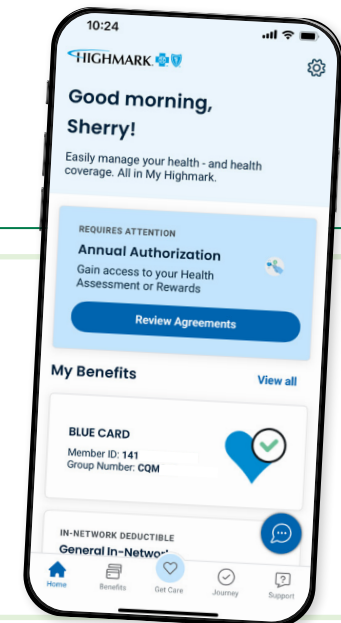 10:24
HIGHMARK
Good morning,
Sherry!
Easily manage your health - and health
coverage. All in My Highmark.
REQUIRES ATTENTION
Annual Authorization
Gain access to your Health
Assessment or Rewards
Review Agreements
My Benefits
View all
BLUE CARD
Member ID: 141
Group Number: CQM
IN-NETWORK DEDUCTIBLE
General In-Network
Home
Benefits
Get Care
Journey
Support